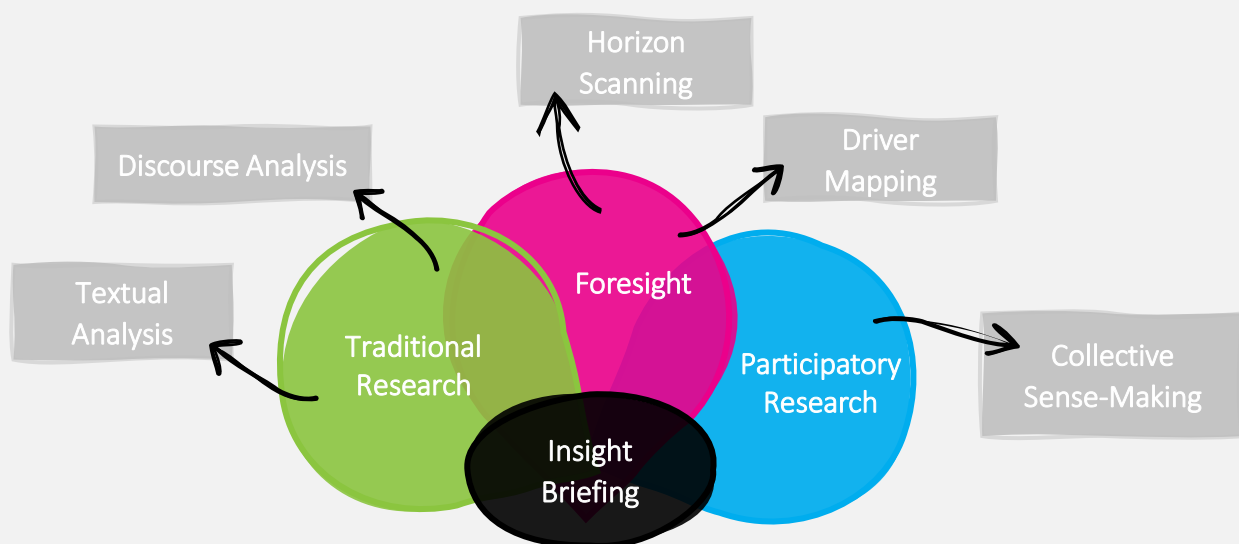 Horizon
Scanning
Driver
Mapping
Discourse Analysis
Textual
Analysis
Foresight
Traditional
Research
Participatory
Research
Collective
Sense-Making
Insight
Briefing